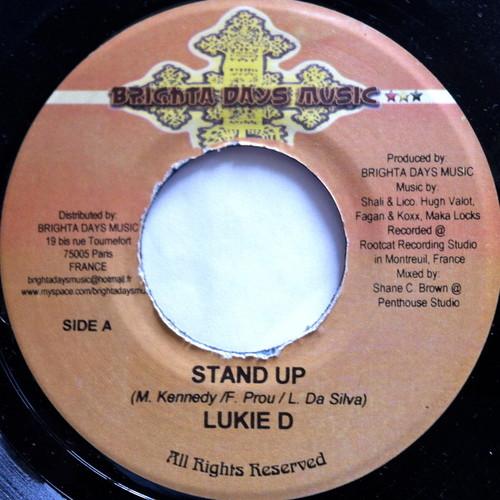 BRIGHTA DAYS MUSIC
Distributed by:
BRIGHTA DAYS MUSIC
19 bis rue Tournefort
75005 Paris
FRANCE
brightadaysmusic@hotmail.fr
www.myspace.com/brightadaysmu
SIDE A
Produced by:
BRIGHTA DAYS MUSIC
Music by:
Shali & Lico. Hugh Valot,
Fagan & Koxx, Maka Locks
Recorded @
Rootcat Recording Studio
in Montreuil, France
Mixed by:
Shane C. Brown @
Penthouse Studio
STAND UP
(M. Kennedy /F. Prou / L. Da Silva)
LUKIE D
All Rights Reserved